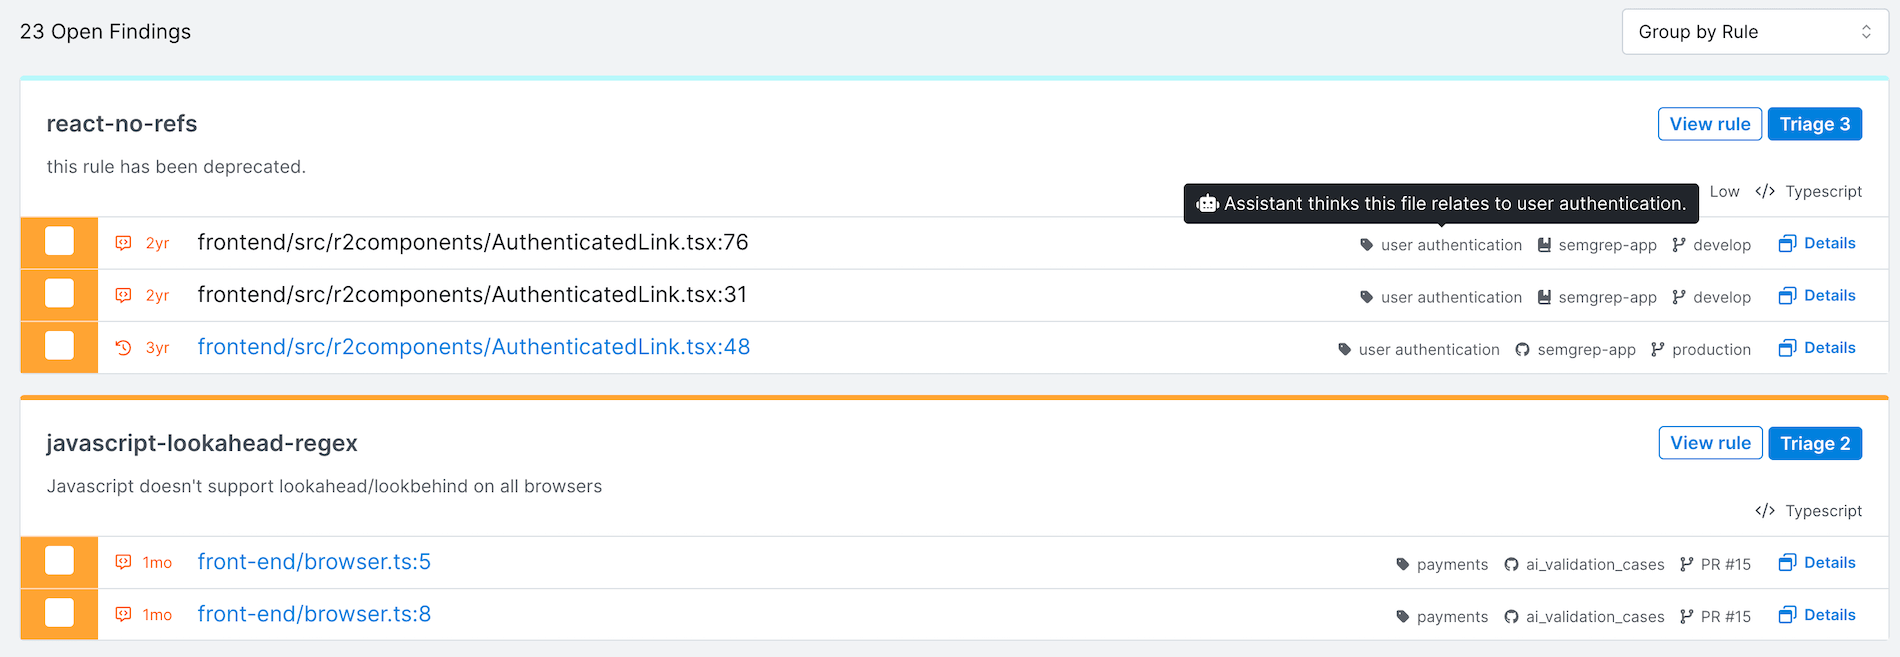 23 Open Findings
Group by Rule
react-no-refs
View rule
Triage 3
this rule has been deprecated.
Assistant thinks this file relates to user authentication.
Low </> Typescript
2yr frontend/src/r2components/AuthenticatedLink.tsx:76 user authentication semgrep-app develop Details
2yr frontend/src/r2components/AuthenticatedLink.tsx:31 user authentication semgrep-app develop Details
3yr frontend/src/r2components/AuthenticatedLink.tsx:48 user authentication semgrep-app production Details
javascript-lookahead-regex
View rule
Triage 2
Javascript doesn't support lookahead/lookbehind on all browsers
</> Typescript
1mo front-end/browser.ts:5 payments ai_validation_cases PR #15 Details
1mo front-end/browser.ts:8 payments ai_validation_cases PR #15 Details